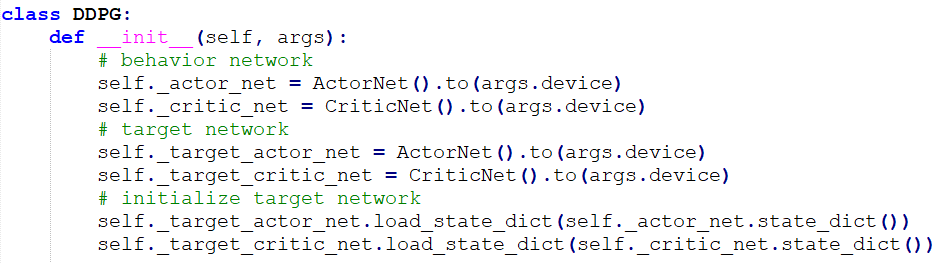 class DDPG:
    def __init__(self, args):
        # behavior network
        self._actor_net = ActorNet().to(args.device)
        self._critic_net = CriticNet().to(args.device)
        # target network
        self._target_actor_net = ActorNet().to(args.device)
        self._target_critic_net = CriticNet().to(args.device)
        # initialize target network
        self._target_actor_net.load_state_dict(self._actor_net.state_dict())
        self._target_critic_net.load_state_dict(self._critic_net.state_dict())